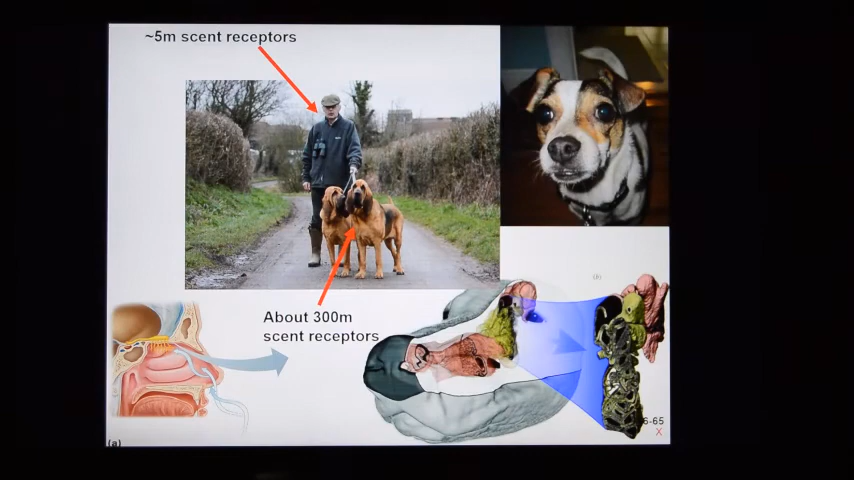 ~5m scent receptors
About 300m
scent receptors
(b)
6-65
X
(a)